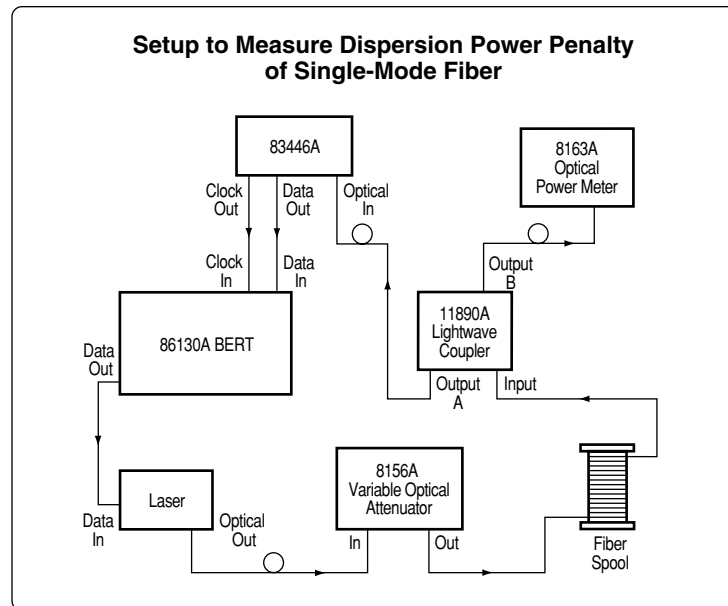 Setup to Measure Dispersion Power Penalty
of Single-Mode Fiber
83446A
8163A
Optical
Power Meter
Clock
Out
Data
Out
Optical
In
Clock
In
Data
In
Output
B
86130A BERT
11890A
Lightwave
Coupler
Data
Out
Output
A
Input
Laser
8156A
Variable Optical
Attenuator
Data
In
Optical
Out
In
Out
Fiber
Spool